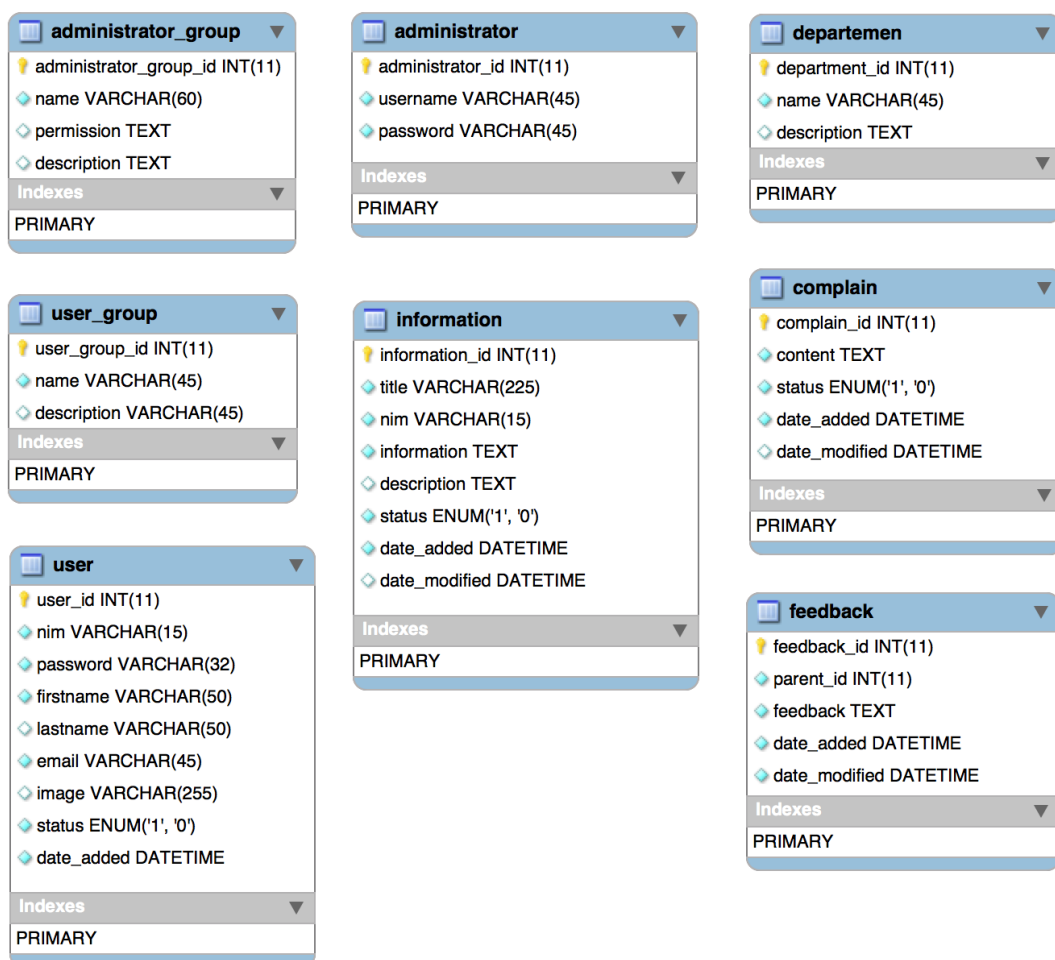 administrator_group
administrator_group_id INT(11)
name VARCHAR(60)
permission TEXT
description TEXT
Indexes
PRIMARY
administrator
administrator_id INT(11)
username VARCHAR(45)
password VARCHAR(45)
Indexes
PRIMARY
departemen
department_id INT(11)
name VARCHAR(45)
description TEXT
Indexes
PRIMARY
user_group
user_group_id INT(11)
name VARCHAR(45)
description VARCHAR(45)
Indexes
PRIMARY
information
information_id INT(11)
title VARCHAR(225)
nim VARCHAR(15)
information TEXT
description TEXT
status ENUM('1', '0')
date_added DATETIME
date_modified DATETIME
Indexes
PRIMARY
complain
complain_id INT(11)
content TEXT
status ENUM('1', '0')
date_added DATETIME
date_modified DATETIME
Indexes
PRIMARY
user
user_id INT(11)
nim VARCHAR(15)
password VARCHAR(32)
firstname VARCHAR(50)
lastname VARCHAR(50)
email VARCHAR(45)
image VARCHAR(255)
status ENUM('1', '0')
date_added DATETIME
Indexes
PRIMARY
feedback
feedback_id INT(11)
parent_id INT(11)
feedback TEXT
date_added DATETIME
date_modified DATETIME
Indexes
PRIMARY